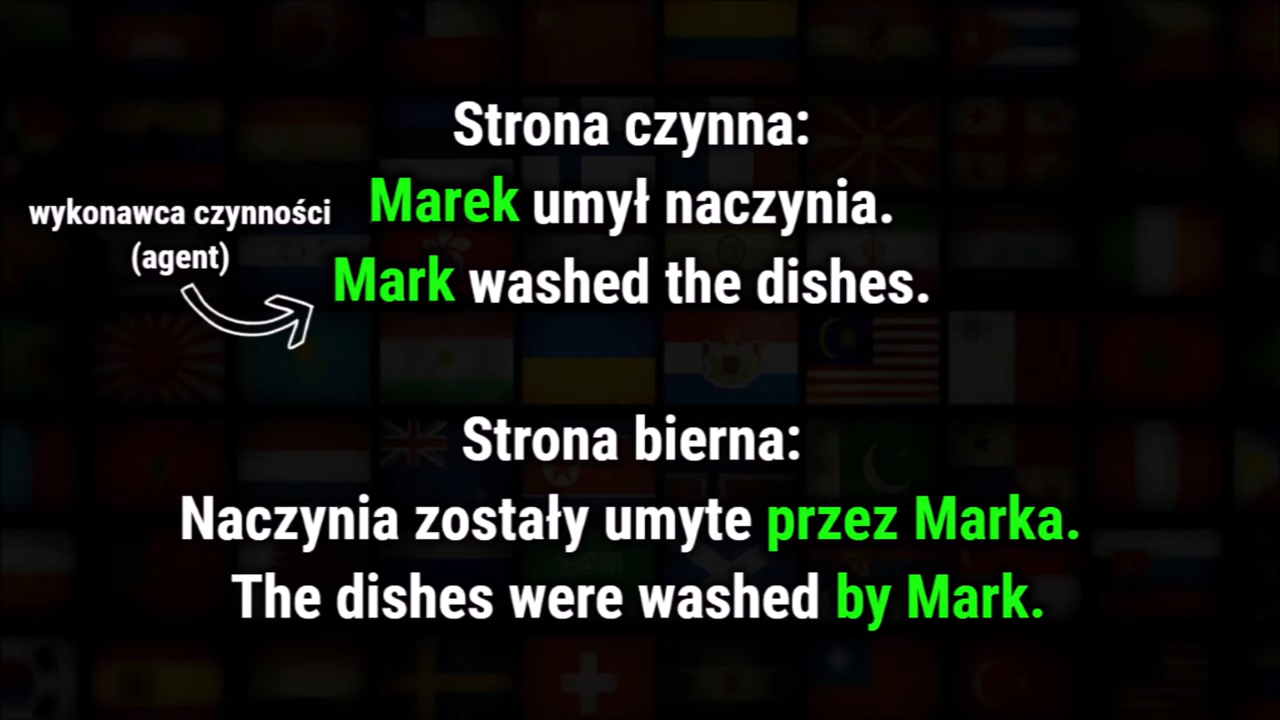 Strona czynna:
wykonawca czynności
(agent)
Marek umył naczynia.
Mark washed the dishes.
Strona bierna:
Naczynia zostały umyte przez Marka.
The dishes were washed by Mark.